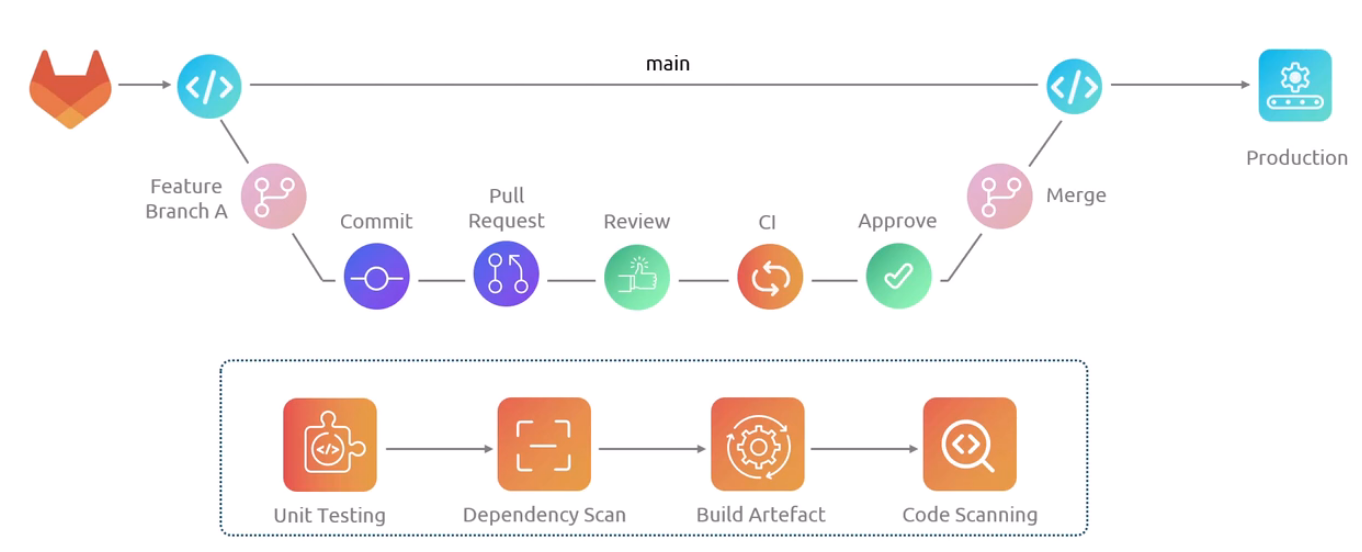 main
Production
Feature
Branch A
Commit
Pull
Request
Review
CI
Approve
Merge
Unit Testing
Dependency Scan
Build Artefact
Code Scanning